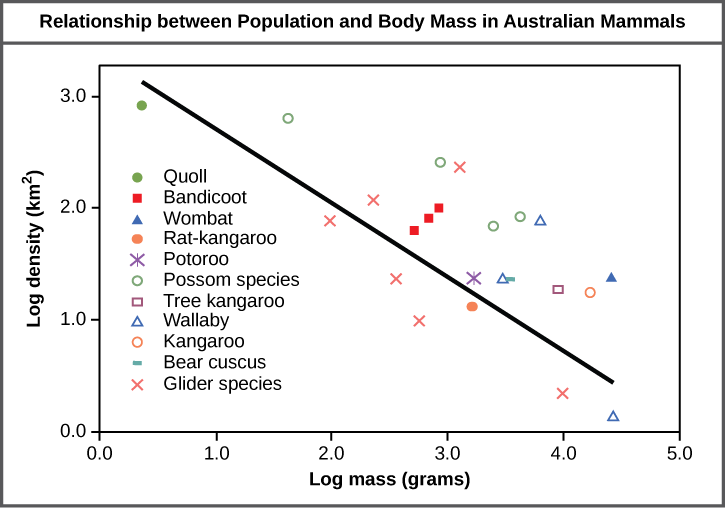 Relationship between Population and Body Mass in Australian Mammals
Log density (km2)
3.0
2.0
1.0
0.0
Quoll
Bandicoot
Wombat
Rat-kangaroo
Potoroo
Possom species
Tree kangaroo
Wallaby
Kangaroo
Bear cuscus
Glider species
0.0 1.0 2.0 3.0 4.0 5.0
Log mass (grams)